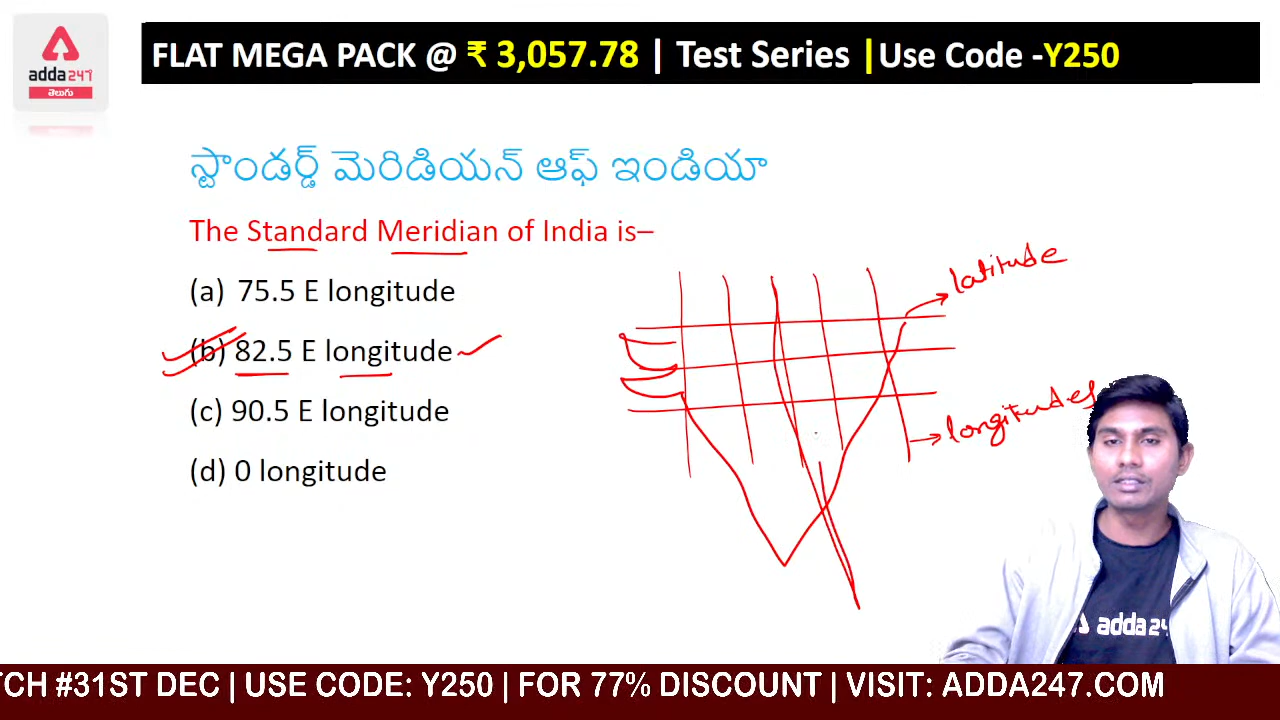 FLAT MEGA PACK @ ₹ 3,057.78 | Test Series | Use Code -Y250
adda247
తెలుగు
స్టాండర్డ్ మెరిడియన్ ఆఫ్ ఇండియా
The Standard Meridian of India is–
(a) 75.5 E longitude
(b) 82.5 E longitude
(c) 90.5 E longitude
(d) 0 longitude
latitude
longitudes
adda24
TCH #31ST DEC | USE CODE: Y250 | FOR 77% DISCOUNT | VISIT: ADDA247.COM